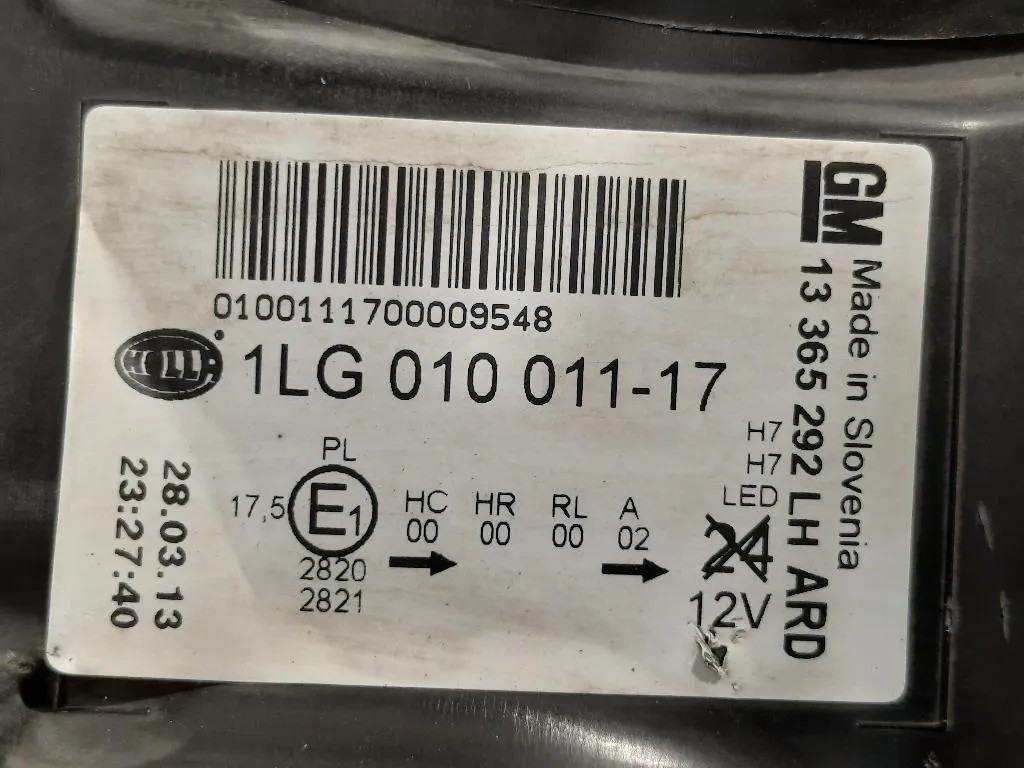 0100111700009548
HELLA
1LG 010 011-17
PL
17,5 E1
2820
2821
HC
00
HR
00
RL
00
A
02
H7
H7
LED
24
12V
28.03.13
23:27:40
GM
13 365 292 LH ARD
Made in Slovenia